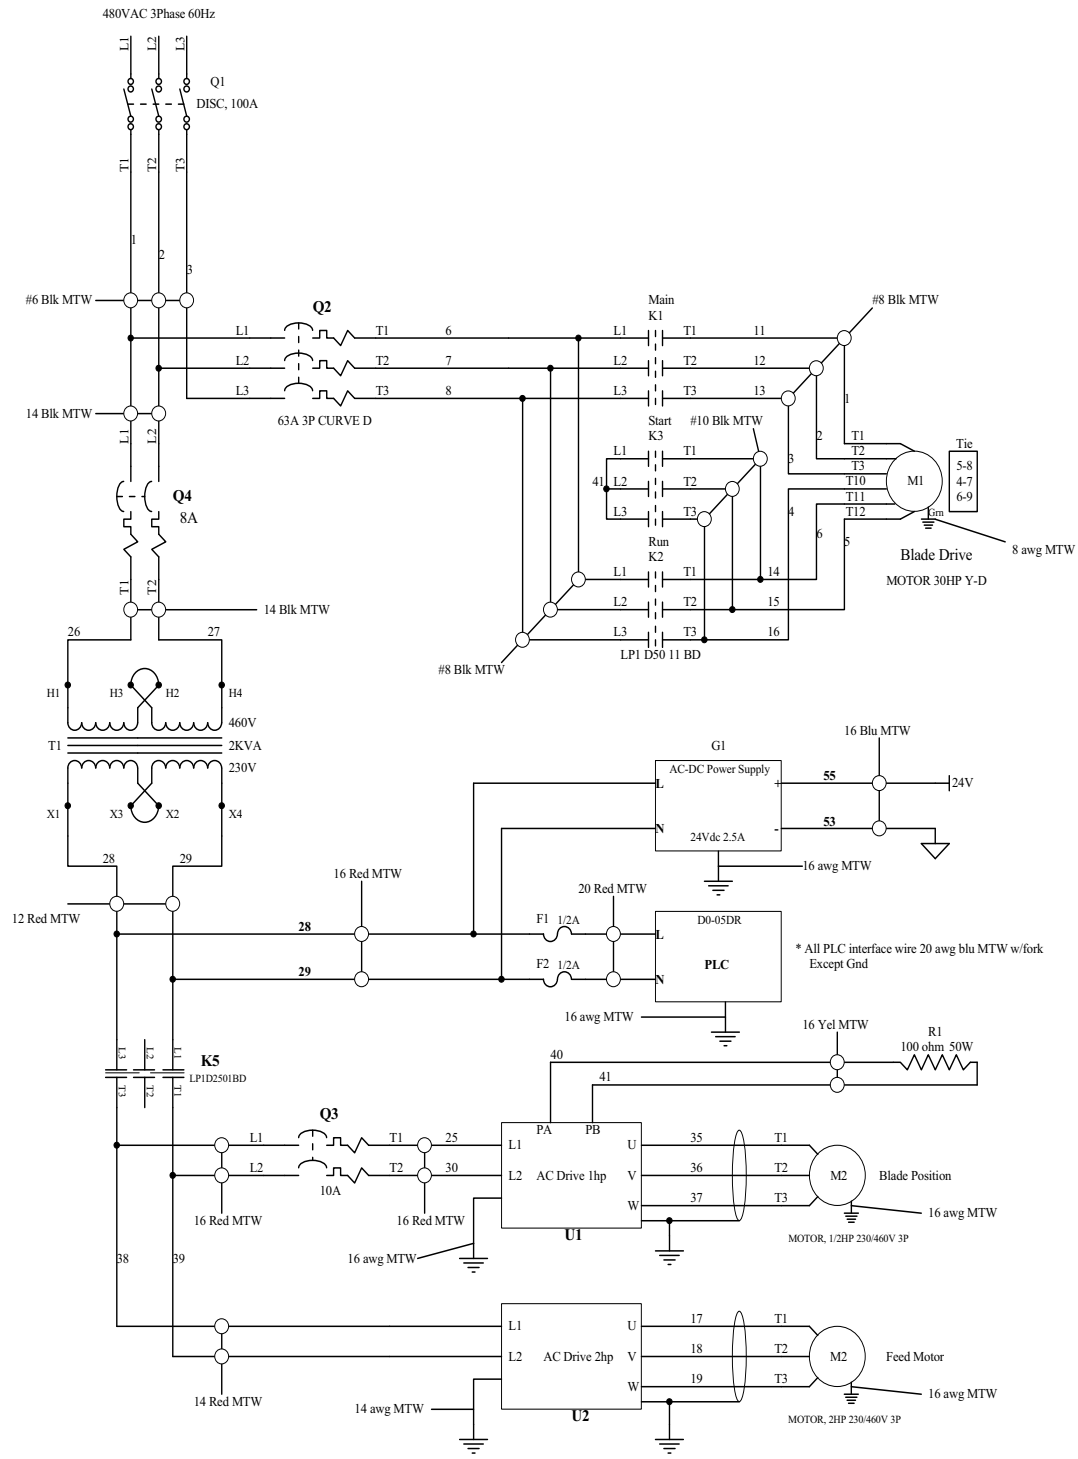 480VAC 3Phase 60Hz
L1 L2 L3
Q1
DISC, 100A
T1 T2 T3
1 2 3
#6 Blk MTW
Q2
L1 T1 6
L2 T2 7
L3 T3 8
63A 3P CURVE D
Main
K1
L1 T1 11
L2 T2 12
L3 T3 13
#8 Blk MTW
14 Blk MTW
L1 L2
Q4
8A
T1 T2
14 Blk MTW
Start
K3
#10 Blk MTW
L1 T1
41 L2 T2
L3 T3
Run
K2
L1 T1 14
L2 T2 15
L3 T3 16
LP1 D50 11 BD
#8 Blk MTW
1
2
3
4
6
5
T1
T2
T3
T10
T11
T12
M1
Grn
Tie
5-8
4-7
6-9
8 awg MTW
Blade Drive
MOTOR 30HP Y-D
26 27
H1 H3 H2 H4
460V
T1 2KVA
230V
X1 X3 X2 X4
28 29
12 Red MTW
16 Red MTW
28
29
G1
AC-DC Power Supply
L +
N -
24Vdc 2.5A
16 Blu MTW
55
24V
53
16 awg MTW
20 Red MTW
F1 1/2A
F2 1/2A
D0-05DR
L
PLC
N
* All PLC interface wire 20 awg blu MTW w/fork
Except Gnd
16 awg MTW
16 Yel MTW
R1
100 ohm 50W
40
41
L3 L2 L1
K5
LP1D2501BD
T3 T2 T1
Q3
L1 T1 25
L2 T2 30
10A
16 Red MTW
16 Red MTW
16 awg MTW
PA PB
L1 U
L2 AC Drive 1hp V
W
U1
35 T1
36 T2
37 T3
M2
Blade Position
16 awg MTW
MOTOR, 1/2HP 230/460V 3P
38 39
14 Red MTW
14 awg MTW
L1 U
L2 AC Drive 2hp V
W
U2
17 T1
18 T2
19 T3
M2
Feed Motor
16 awg MTW
MOTOR, 2HP 230/460V 3P